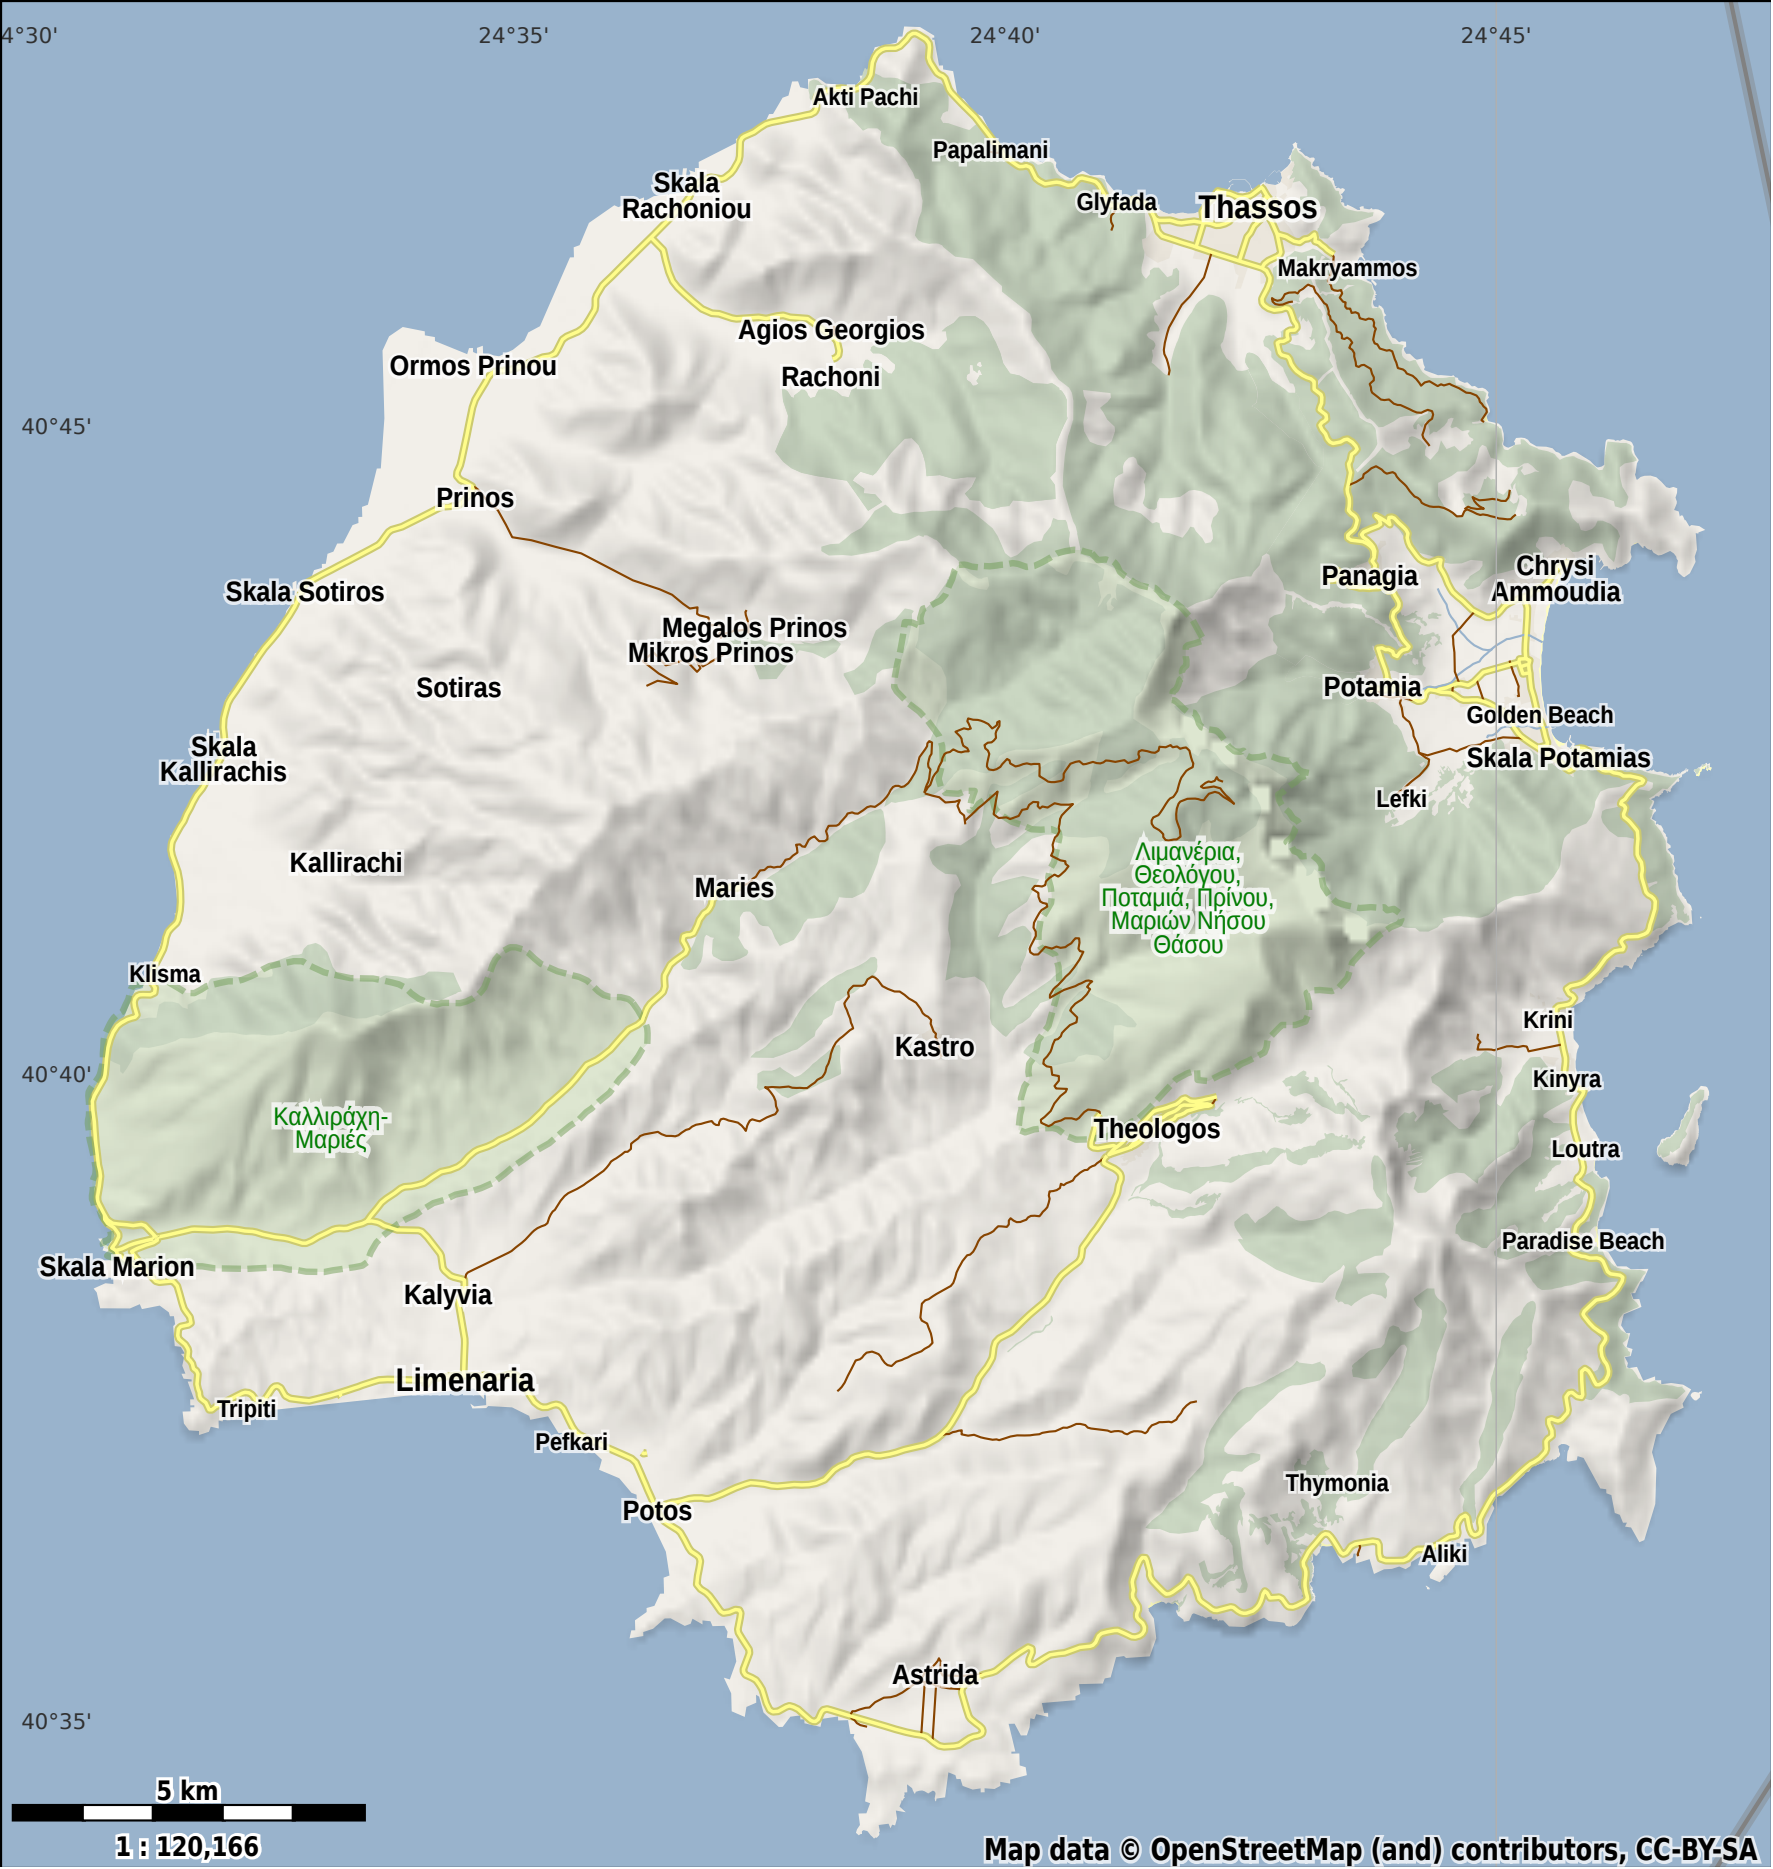 4°30'
24°35'
24°40'
24°45'
Akti Pachi
Papalimani
Skala
Rachoniou
Glyfada
Thassos
Makryammos
Agios Georgios
Ormos Prinou
Rachoni
40°45'
Prinos
Chrysi
Ammoudia
Panagia
Skala Sotiros
Megalos Prinos
Mikros Prinos
Sotiras
Potamia
Golden Beach
Skala
Kallirachis
Skala Potamias
Lefki
Kallirachi
Maries
Λιμανέρια,
Θεολόγου,
Ποταμιά, Πρίνου,
Μαριών Νήσου
Θάσου
Klisma
Krini
Kastro
40°40'
Kinyra
Καλλιράχη-
Μαριές
Theologos
Loutra
Paradise Beach
Skala Marion
Kalyvia
Limenaria
Tripiti
Pefkari
Thymonia
Potos
Aliki
Astrida
40°35'
5 km
1 : 120,166
Map data © OpenStreetMap (and) contributors, CC-BY-SA